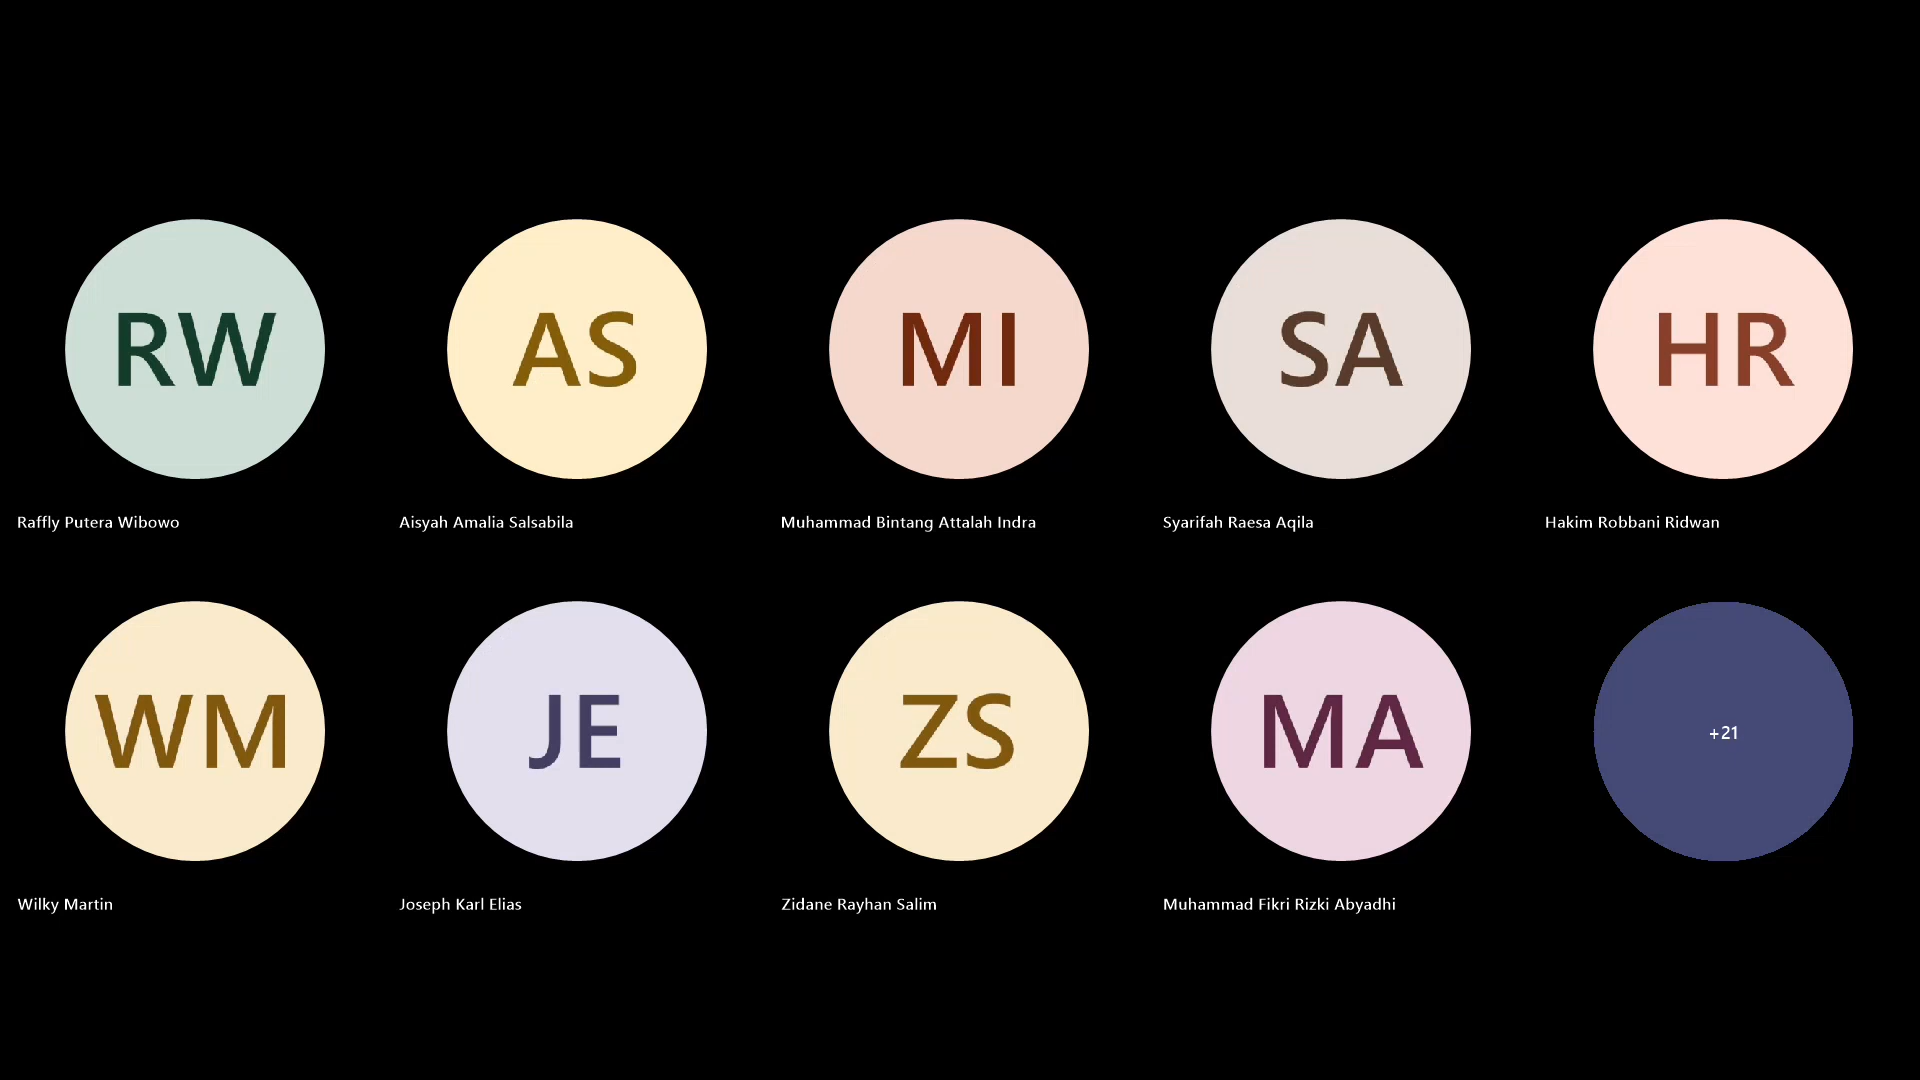 RW
AS
MI
SA
HR
Raffly Putera Wibowo
Aisyah Amalia Salsabila
Muhammad Bintang Attalah Indra
Syarifah Raesa Aqila
Hakim Robbani Ridwan
WM
JE
ZS
MA
+21
Wilky Martin
Joseph Karl Elias
Zidane Rayhan Salim
Muhammad Fikri Rizki Abyadhi